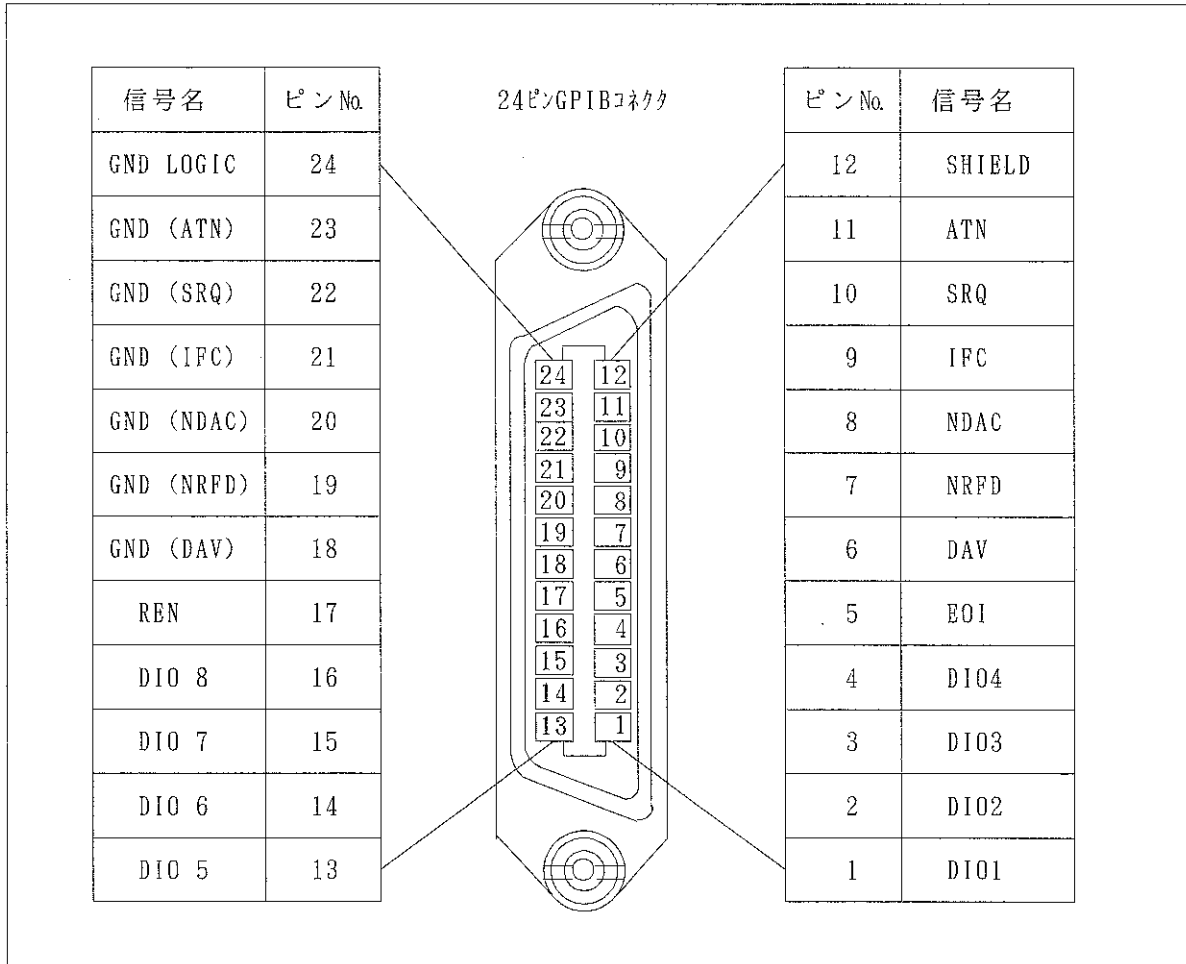 24ピンGPIBコネクタ
信号名 ピンNo.
GND LOGIC 24
GND (ATN) 23
GND (SRQ) 22
GND (IFC) 21
GND (NDAC) 20
GND (NRFD) 19
GND (DAV) 18
REN 17
DIO 8 16
DIO 7 15
DIO 6 14
DIO 5 13
24 12
23 11
22 10
21 9
20 8
19 7
18 6
17 5
16 4
15 3
14 2
13 1
ピンNo. 信号名
12 SHIELD
11 ATN
10 SRQ
9 IFC
8 NDAC
7 NRFD
6 DAV
5 EOI
4 DIO4
3 DIO3
2 DIO2
1 DIO1